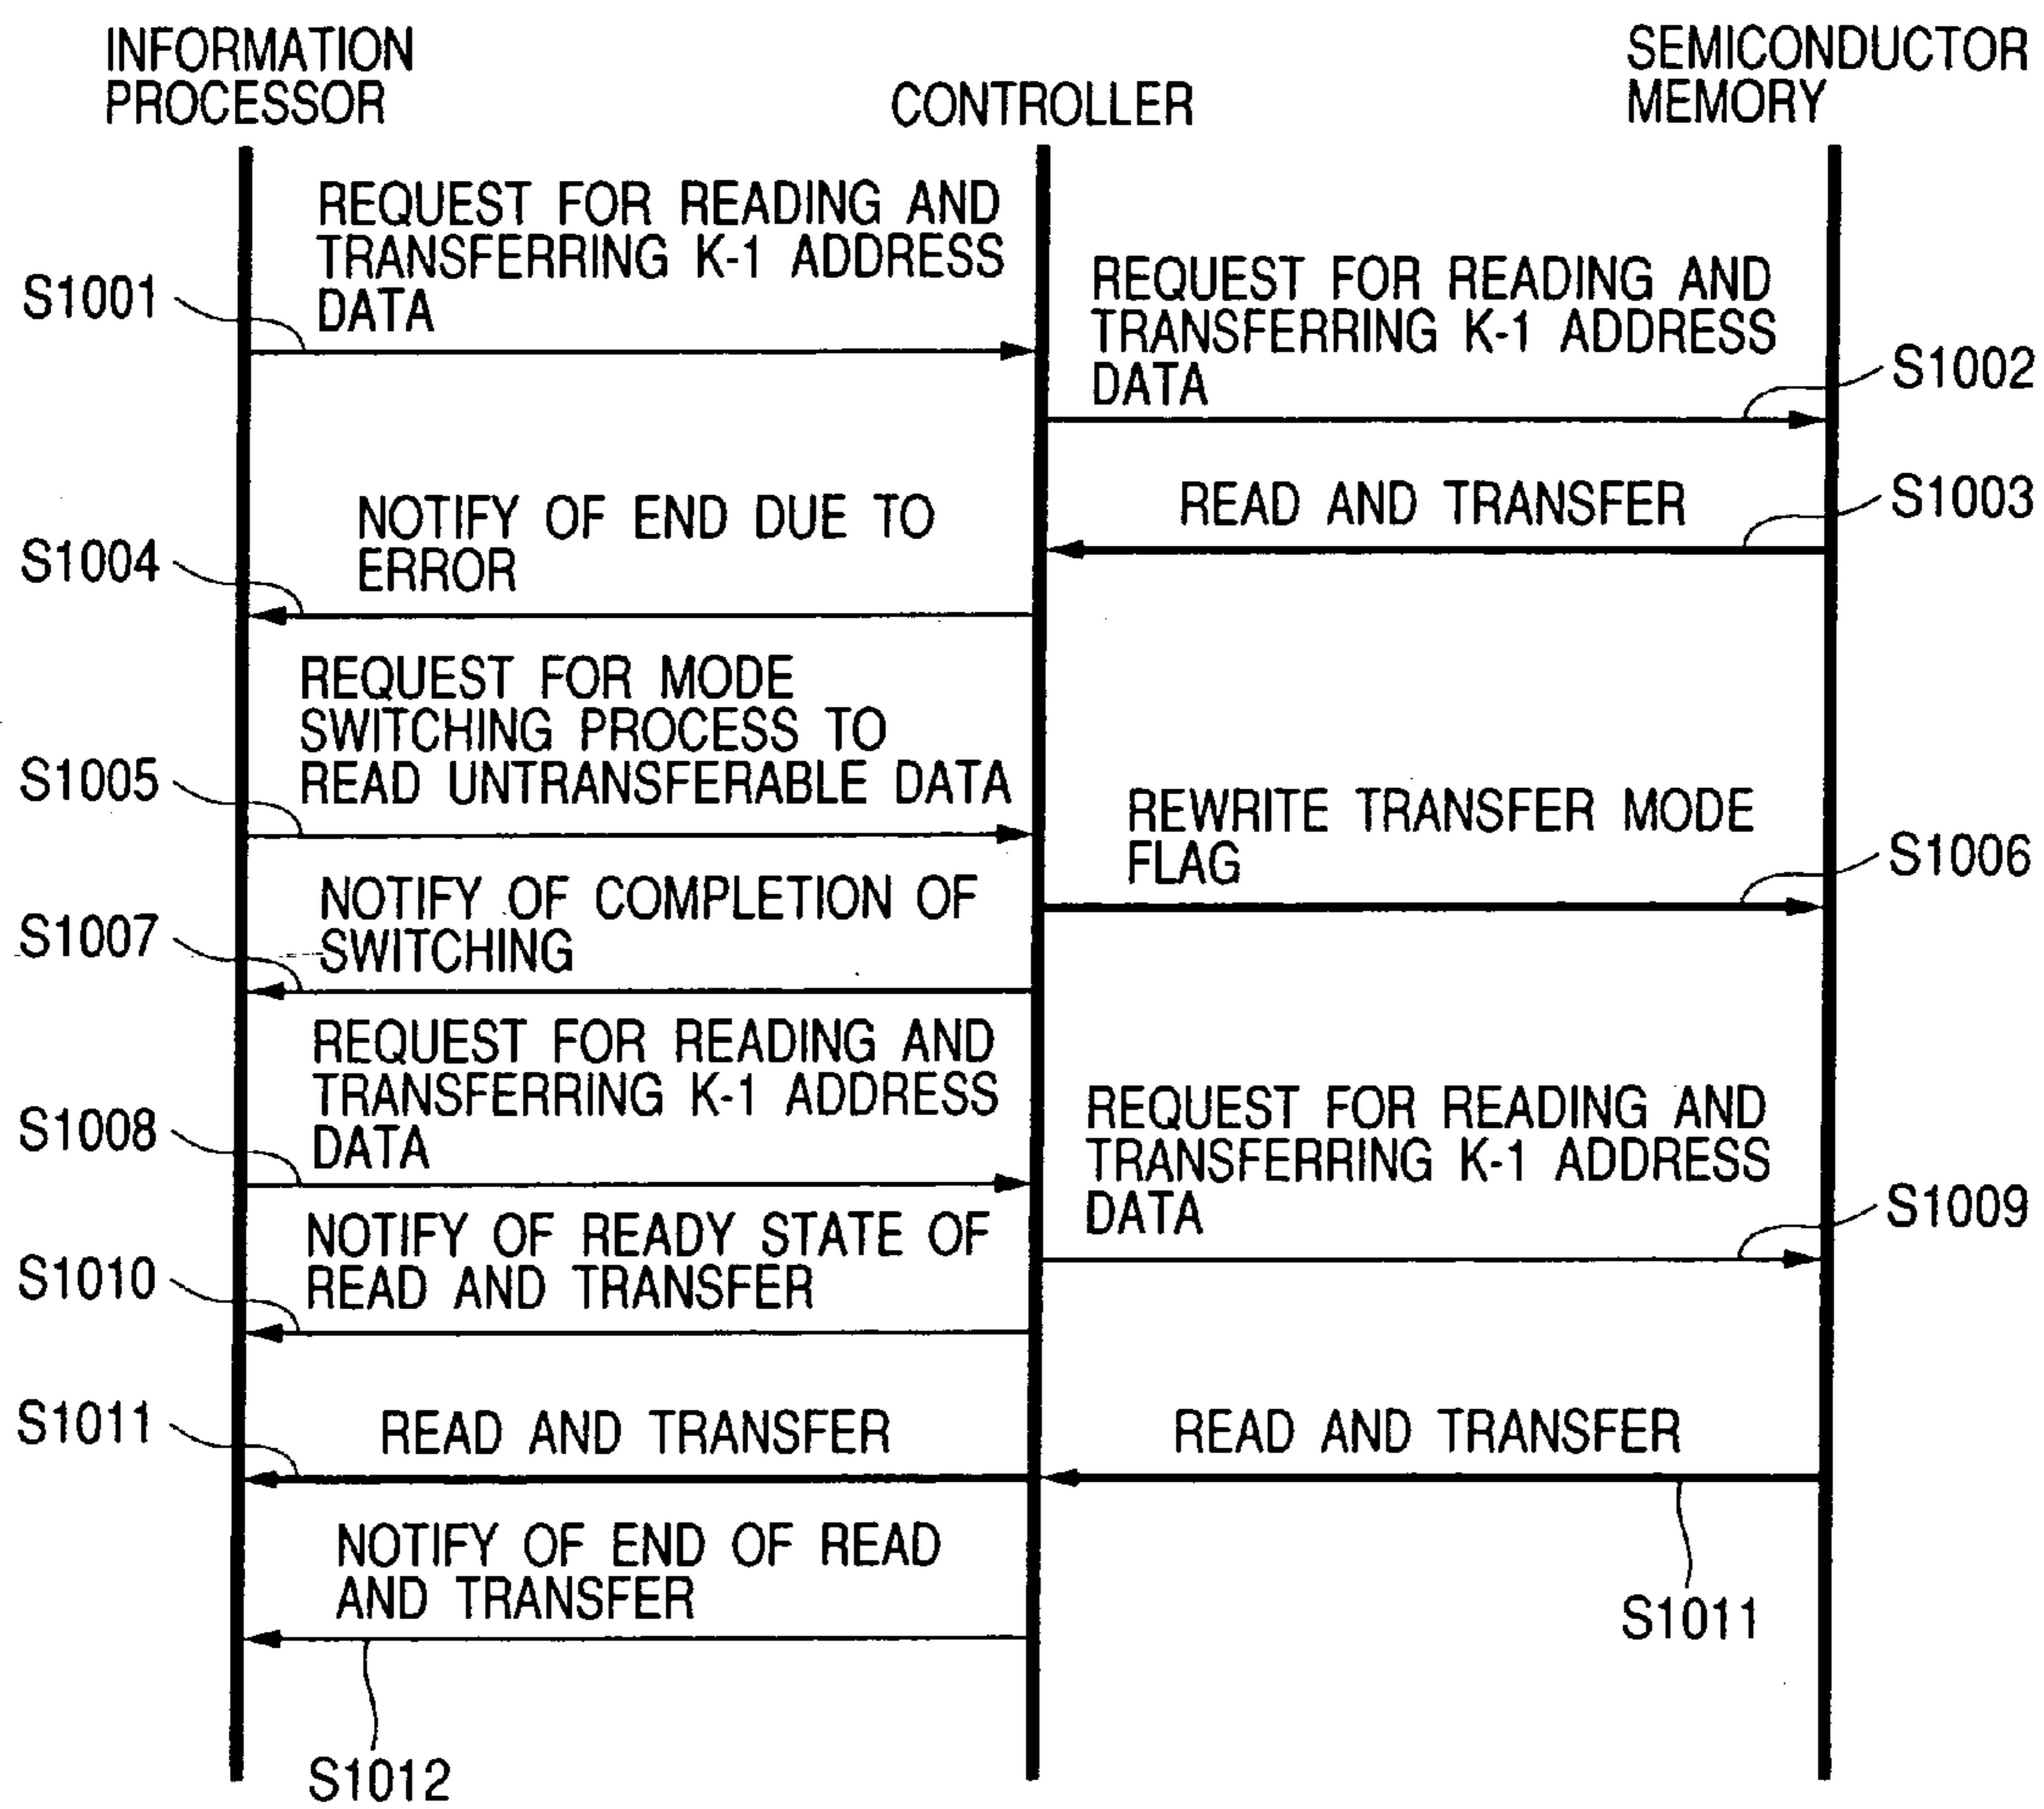 INFORMATION
PROCESSOR
CONTROLLER
SEMICONDUCTOR
MEMORY
REQUEST FOR READING AND
TRANSFERRING K-1 ADDRESS
DATA
S1001
REQUEST FOR READING AND
TRANSFERRING K-1 ADDRESS
DATA
S1002
READ AND TRANSFER
S1003
NOTIFY OF END DUE TO
ERROR
S1004
REQUEST FOR MODE
SWITCHING PROCESS TO
READ UNTRANSFERABLE DATA
S1005
REWRITE TRANSFER MODE
FLAG
S1006
NOTIFY OF COMPLETION OF
SWITCHING
S1007
REQUEST FOR READING AND
TRANSFERRING K-1 ADDRESS
DATA
S1008
REQUEST FOR READING AND
TRANSFERRING K-1 ADDRESS
DATA
S1009
NOTIFY OF READY STATE OF
READ AND TRANSFER
S1010
READ AND TRANSFER
S1011
READ AND TRANSFER
S1011
NOTIFY OF END OF READ
AND TRANSFER
S1012